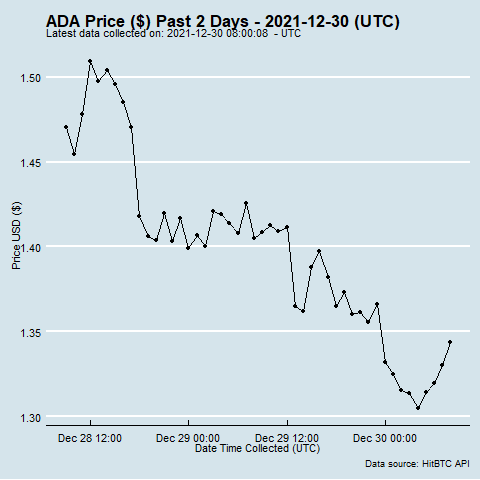 ADA Price ($) Past 2 Days - 2021-12-30 (UTC)
Latest data collected on: 2021-12-30 08:00:08  - UTC
1.50
1.45
1.40
1.35
1.30
Price USD ($)
Dec 28 12:00 Dec 29 00:00 Dec 29 12:00 Dec 30 00:00
Date Time Collected (UTC)
Data source: HitBTC API